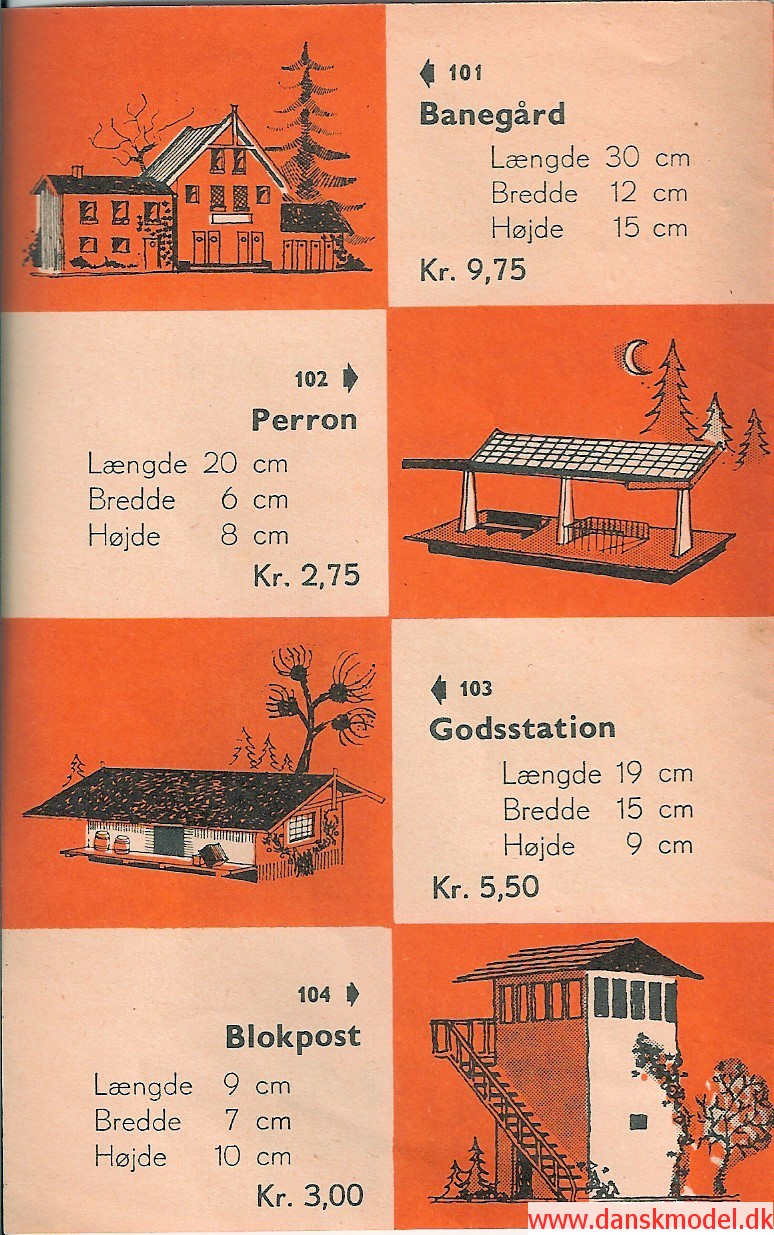 101
Banegård
Længde 30 cm
Bredde 12 cm
Højde 15 cm
Kr. 9,75
102
Perron
Længde 20 cm
Bredde 6 cm
Højde 8 cm
Kr. 2,75
103
Godsstation
Længde 19 cm
Bredde 15 cm
Højde 9 cm
Kr. 5,50
104
Blokpost
Længde 9 cm
Bredde 7 cm
Højde 10 cm
Kr. 3,00
www.danskmodel.dk